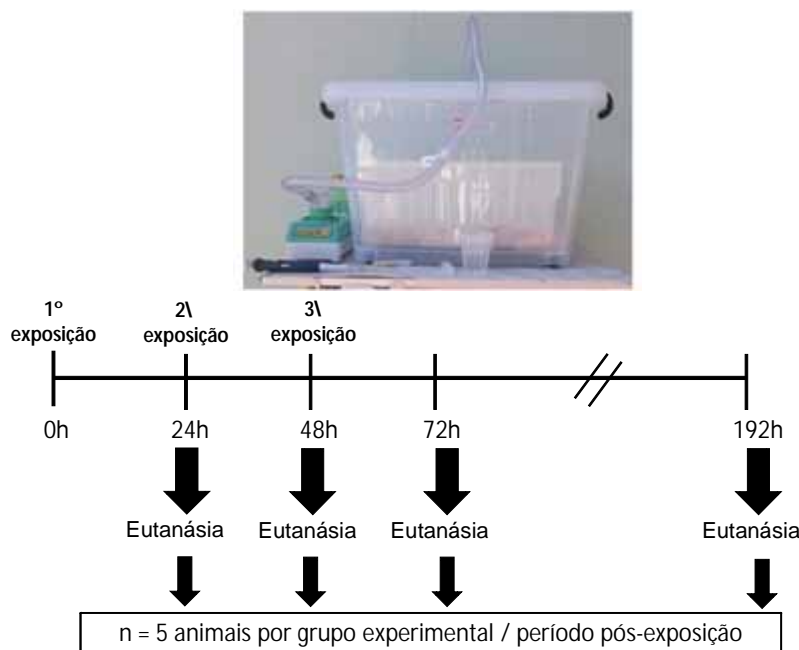 1º
exposição
2\
exposição
3\
exposição
0h
24h
48h
72h
192h
Eutanásia
Eutanásia
Eutanásia
Eutanásia
n = 5 animais por grupo experimental / período pós-exposição